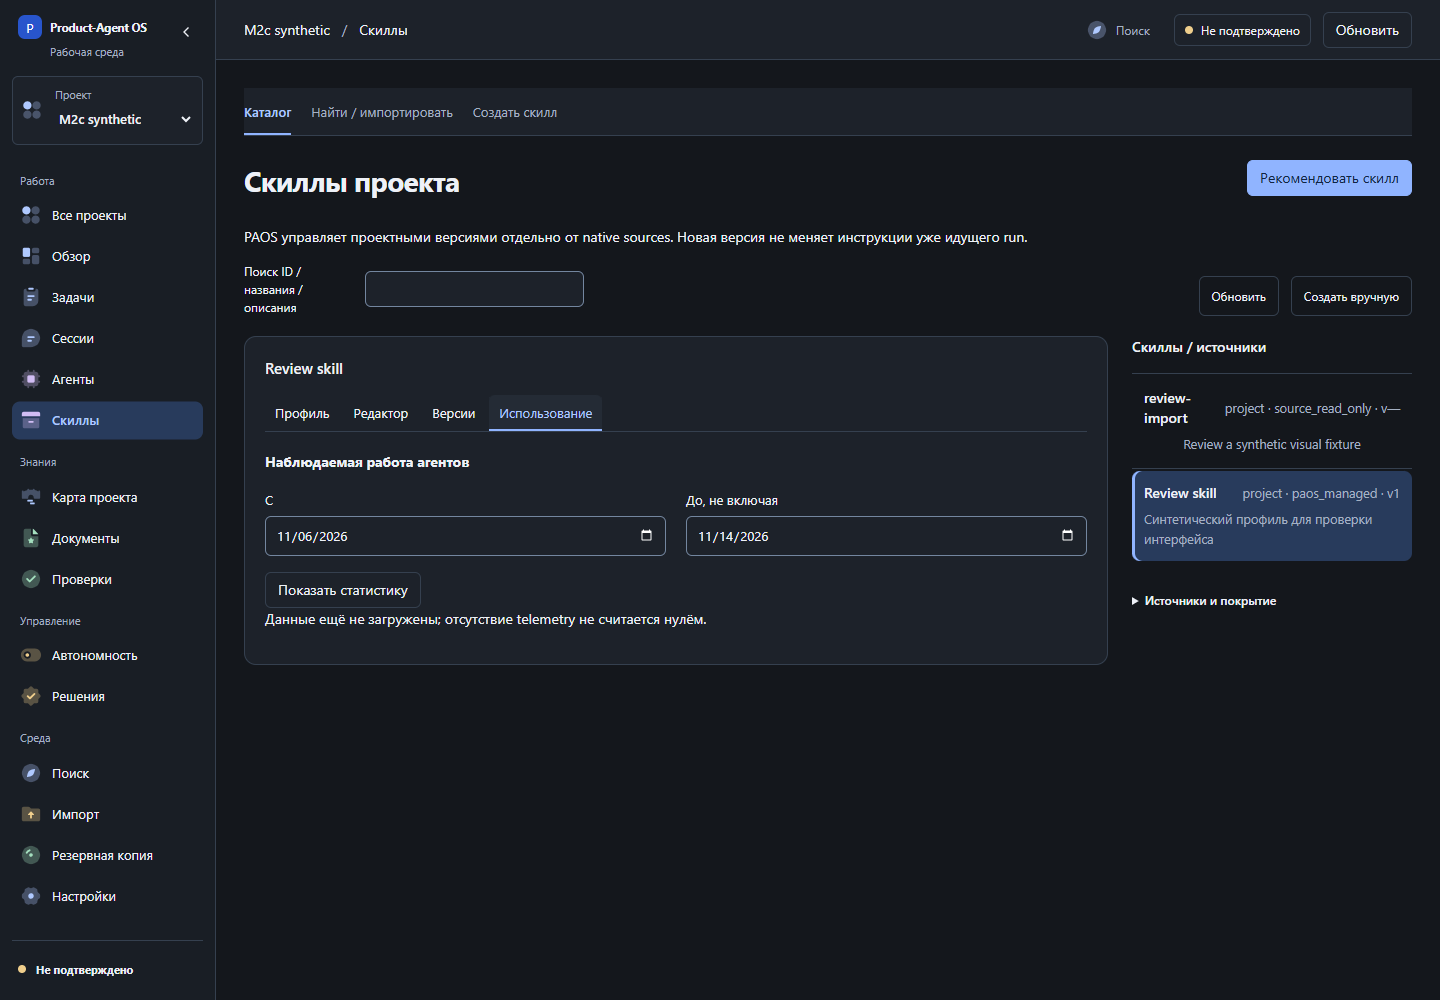 P
Product-Agent OS
Рабочая среда
Проект
M2c synthetic
Работа
Все проекты
Обзор
Задачи
Сессии
Агенты
Скиллы
Знания
Карта проекта
Документы
Проверки
Управление
Автономность
Решения
Среда
Поиск
Импорт
Резервная копия
Настройки
Не подтверждено
M2c synthetic / Скиллы
Поиск
Не подтверждено
Обновить
Каталог
Найти / импортировать
Создать скилл
Скиллы проекта
Рекомендовать скилл
PAOS управляет проектными версиями отдельно от native sources. Новая версия не меняет инструкции уже идущего run.
Поиск ID /
названия /
описания
Обновить
Создать вручную
Review skill
Профиль
Редактор
Версии
Использование
Наблюдаемая работа агентов
С
До, не включая
11/06/2026
11/14/2026
Показать статистику
Данные ещё не загружены; отсутствие telemetry не считается нулём.
Скиллы / источники
review-
import
project · source_read_only · v—
Review a synthetic visual fixture
Review skill
project · paos_managed · v1
Синтетический профиль для проверки
интерфейса
Источники и покрытие